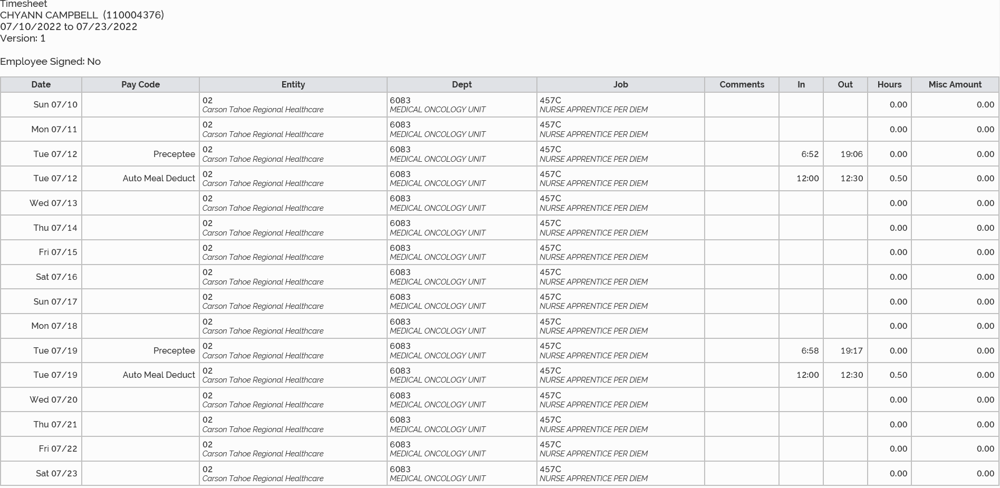 Timesheet
CHYANN CAMPBELL (110004376)
07/10/2022 to 07/23/2022
Version: 1
Employee Signed: No
Date Pay Code Entity Dept Job Comments In Out Hours Misc Amount
Sun 07/10 02 6083 457C 0.00 0.00
Carson Tahoe Regional Healthcare MEDICAL ONCOLOGY UNIT NURSE APPRENTICE PER DIEM
Mon 07/11 02 6083 457C 0.00 0.00
Carson Tahoe Regional Healthcare MEDICAL ONCOLOGY UNIT NURSE APPRENTICE PER DIEM
Tue 07/12 Preceptee 02 6083 457C 6:52 19:06 0.00 0.00
Carson Tahoe Regional Healthcare MEDICAL ONCOLOGY UNIT NURSE APPRENTICE PER DIEM
Tue 07/12 Auto Meal Deduct 02 6083 457C 12:00 12:30 0.50 0.00
Carson Tahoe Regional Healthcare MEDICAL ONCOLOGY UNIT NURSE APPRENTICE PER DIEM
Wed 07/13 02 6083 457C 0.00 0.00
Carson Tahoe Regional Healthcare MEDICAL ONCOLOGY UNIT NURSE APPRENTICE PER DIEM
Thu 07/14 02 6083 457C 0.00 0.00
Carson Tahoe Regional Healthcare MEDICAL ONCOLOGY UNIT NURSE APPRENTICE PER DIEM
Fri 07/15 02 6083 457C 0.00 0.00
Carson Tahoe Regional Healthcare MEDICAL ONCOLOGY UNIT NURSE APPRENTICE PER DIEM
Sat 07/16 02 6083 457C 0.00 0.00
Carson Tahoe Regional Healthcare MEDICAL ONCOLOGY UNIT NURSE APPRENTICE PER DIEM
Sun 07/17 02 6083 457C 0.00 0.00
Carson Tahoe Regional Healthcare MEDICAL ONCOLOGY UNIT NURSE APPRENTICE PER DIEM
Mon 07/18 02 6083 457C 0.00 0.00
Carson Tahoe Regional Healthcare MEDICAL ONCOLOGY UNIT NURSE APPRENTICE PER DIEM
Tue 07/19 Preceptee 02 6083 457C 6:58 19:17 0.00 0.00
Carson Tahoe Regional Healthcare MEDICAL ONCOLOGY UNIT NURSE APPRENTICE PER DIEM
Tue 07/19 Auto Meal Deduct 02 6083 457C 12:00 12:30 0.50 0.00
Carson Tahoe Regional Healthcare MEDICAL ONCOLOGY UNIT NURSE APPRENTICE PER DIEM
Wed 07/20 02 6083 457C 0.00 0.00
Carson Tahoe Regional Healthcare MEDICAL ONCOLOGY UNIT NURSE APPRENTICE PER DIEM
Thu 07/21 02 6083 457C 0.00 0.00
Carson Tahoe Regional Healthcare MEDICAL ONCOLOGY UNIT NURSE APPRENTICE PER DIEM
Fri 07/22 02 6083 457C 0.00 0.00
Carson Tahoe Regional Healthcare MEDICAL ONCOLOGY UNIT NURSE APPRENTICE PER DIEM
Sat 07/23 02 6083 457C 0.00 0.00
Carson Tahoe Regional Healthcare MEDICAL ONCOLOGY UNIT NURSE APPRENTICE PER DIEM